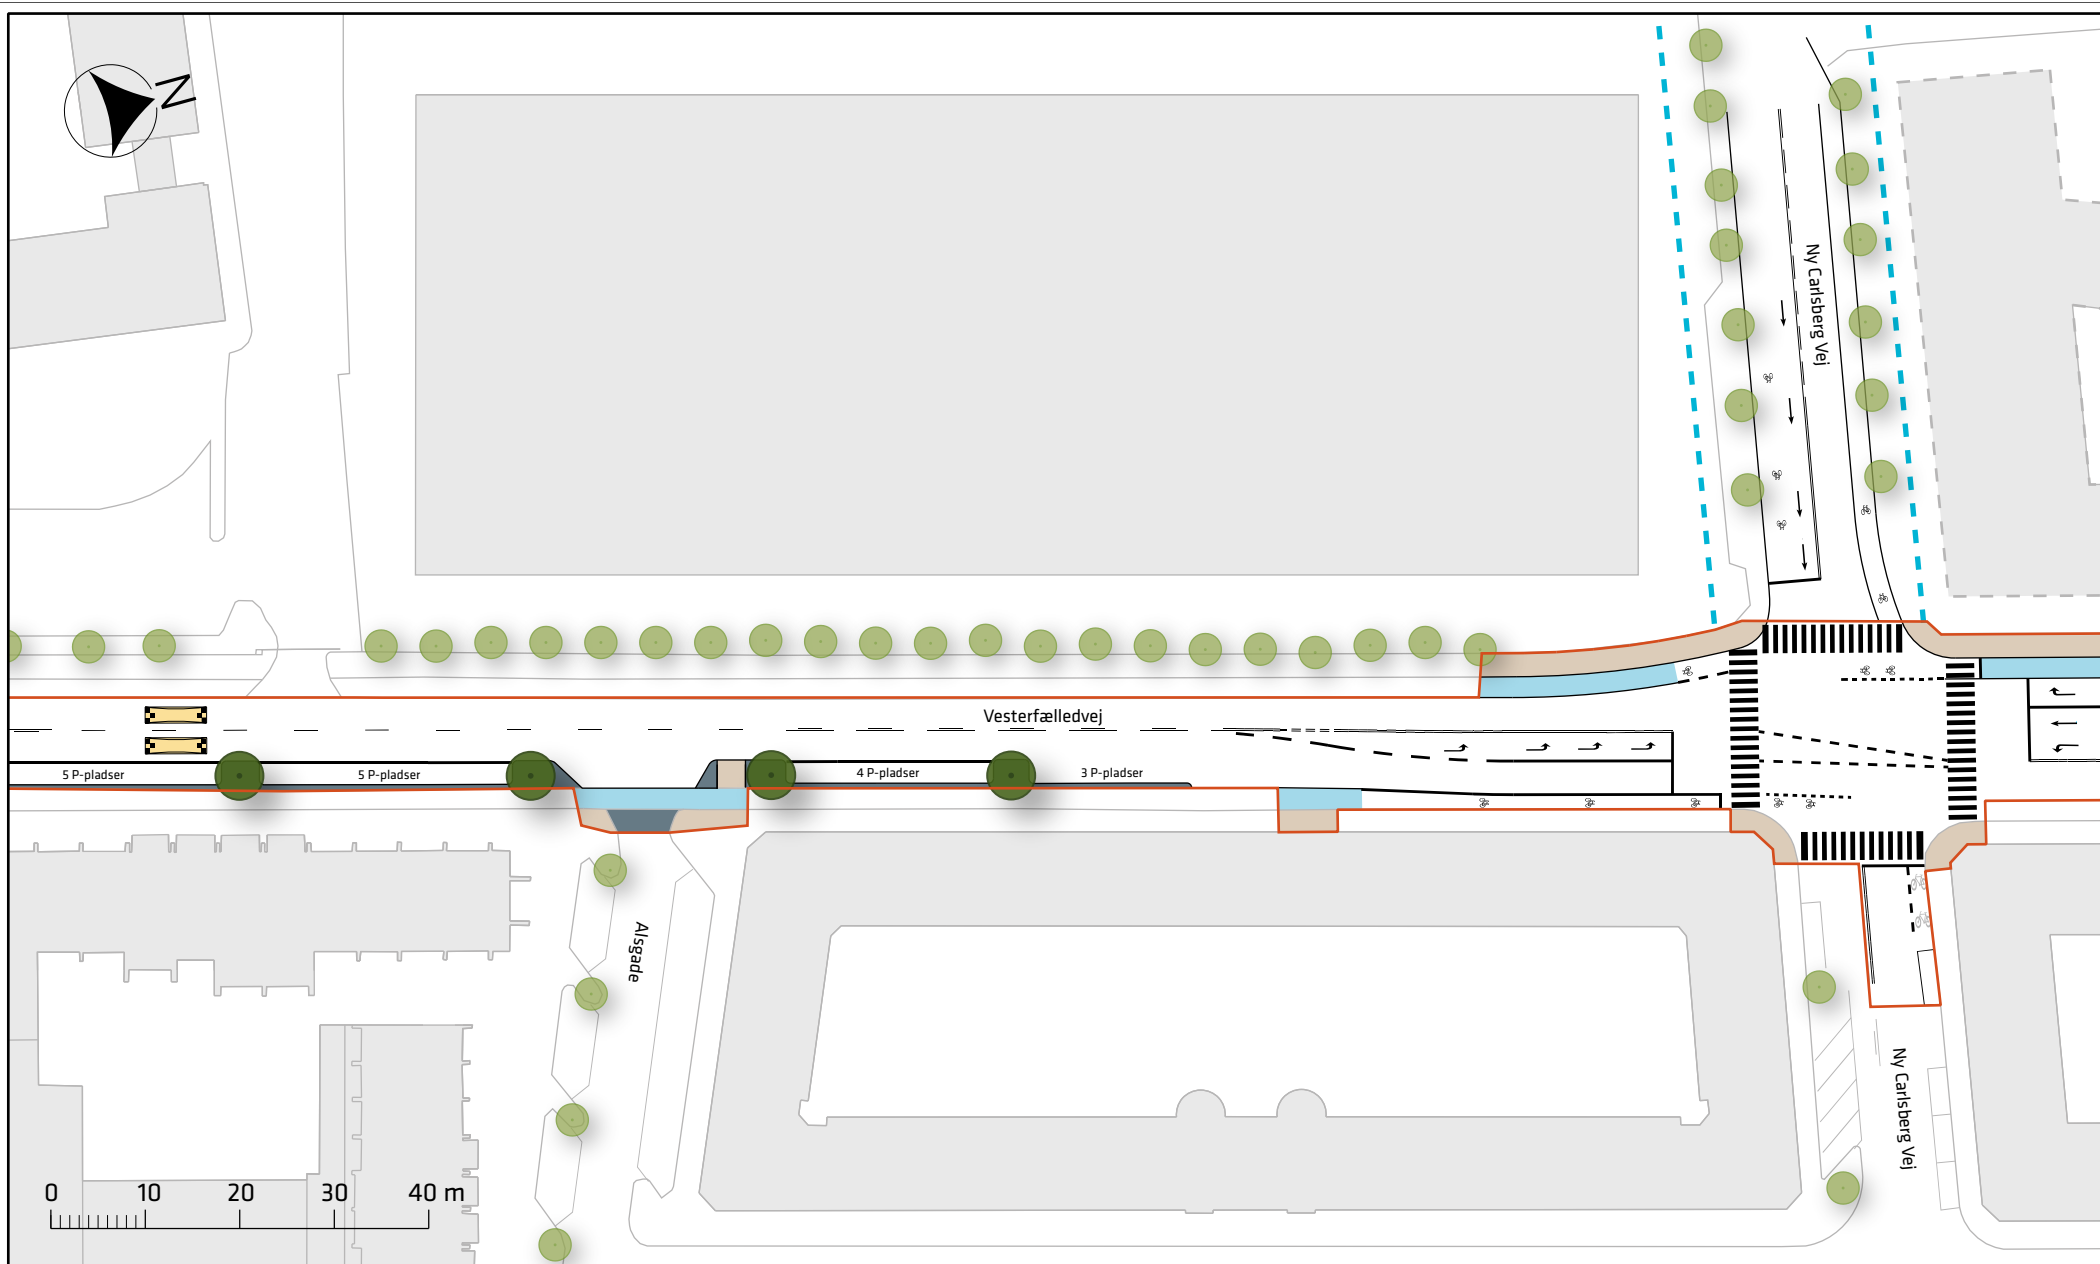 N
Ny Carlsberg Vej
Vesterfælledvej
5 P-pladser
5 P-pladser
4 P-pladser
3 P-pladser
Alsgade
Ny Carlsberg Vej
0 10 20 30 40 m